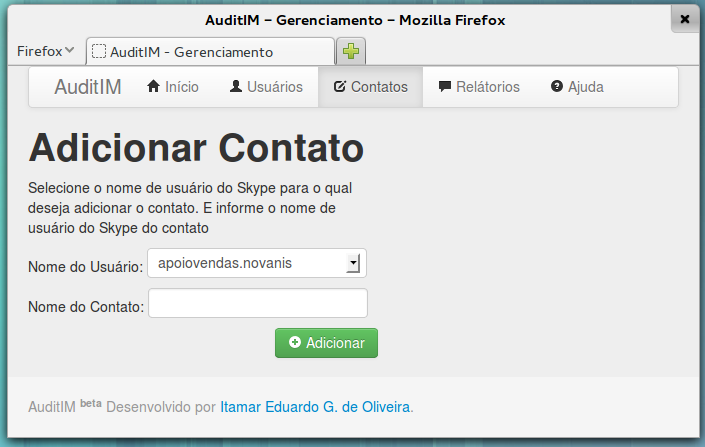 AuditIM – Gerenciamento – Mozilla Firefox
Firefox
AuditIM - Gerenciamento
AuditIM Início Usuários Contatos Relátorios Ajuda
Adicionar Contato
Selecione o nome de usuário do Skype para o qual
deseja adicionar o contato. E informe o nome de
usuário do Skype do contato
Nome do Usuário: apoiovendas.novanis
Nome do Contato:
Adicionar
AuditIM beta Desenvolvido por Itamar Eduardo G. de Oliveira.